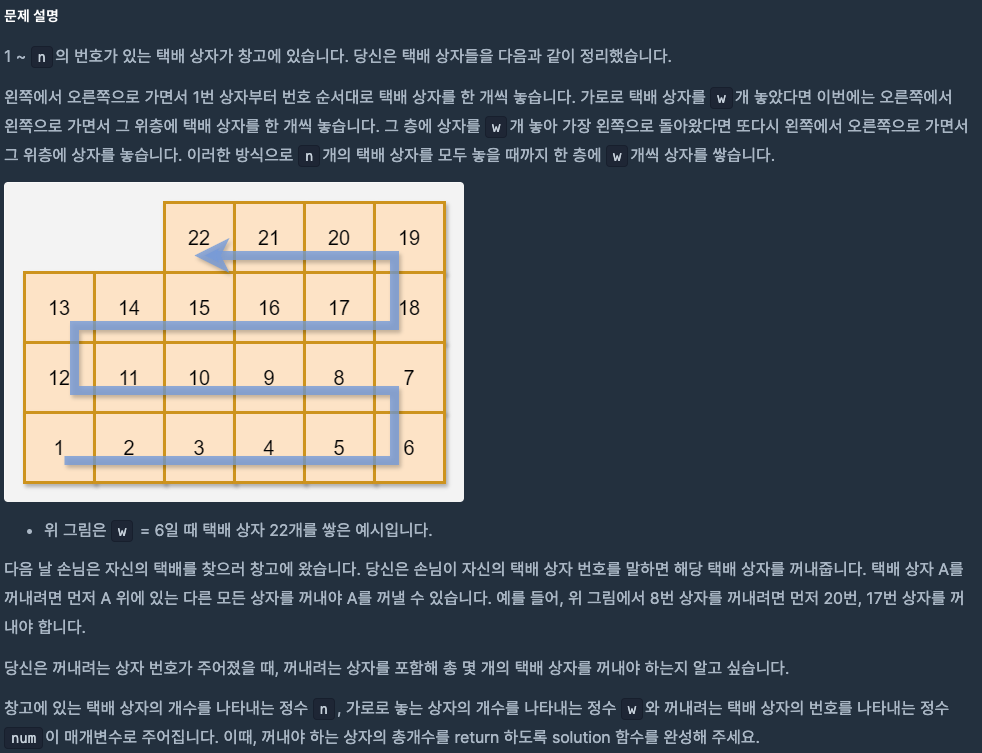 문제 설명
1 ~ n 의 번호가 있는 택배 상자가 창고에 있습니다. 당신은 택배 상자들을 다음과 같이 정리했습니다.
왼쪽에서 오른쪽으로 가면서 1번 상자부터 번호 순서대로 택배 상자를 한 개씩 놓습니다. 가로로 택배 상자를 w 개 놓았다면 이번에는 오른쪽에서
왼쪽으로 가면서 그 위층에 택배 상자를 한 개씩 놓습니다. 그 층에 상자를 w 개 놓아 가장 왼쪽으로 돌아왔다면 또다시 왼쪽에서 오른쪽으로 가면서
그 위층에 상자를 놓습니다. 이러한 방식으로 n 개의 택배 상자를 모두 놓을 때까지 한 층에 w 개씩 상자를 쌓습니다.
22 21 20 19
13 14 15 16 17 18
12 11 10 9 8 7
1 2 3 4 5 6
• 위 그림은 w = 6일 때 택배 상자 22개를 쌓은 예시입니다.
다음 날 손님은 자신의 택배를 찾으러 창고에 왔습니다. 당신은 손님이 자신의 택배 상자 번호를 말하면 해당 택배 상자를 꺼내줍니다. 택배 상자 A를
꺼내려면 먼저 A 위에 있는 다른 모든 상자를 꺼내야 A를 꺼낼 수 있습니다. 예를 들어, 위 그림에서 8번 상자를 꺼내려면 먼저 20번, 17번 상자를 꺼
내야 합니다.
당신은 꺼내려는 상자 번호가 주어졌을 때, 꺼내려는 상자를 포함해 총 몇 개의 택배 상자를 꺼내야 하는지 알고 싶습니다.
창고에 있는 택배 상자의 개수를 나타내는 정수 n , 가로로 놓는 상자의 개수를 나타내는 정수 w 와 꺼내려는 택배 상자의 번호를 나타내는 정수
num 이 매개변수로 주어집니다. 이때, 꺼내야 하는 상자의 총개수를 return 하도록 solution 함수를 완성해 주세요.